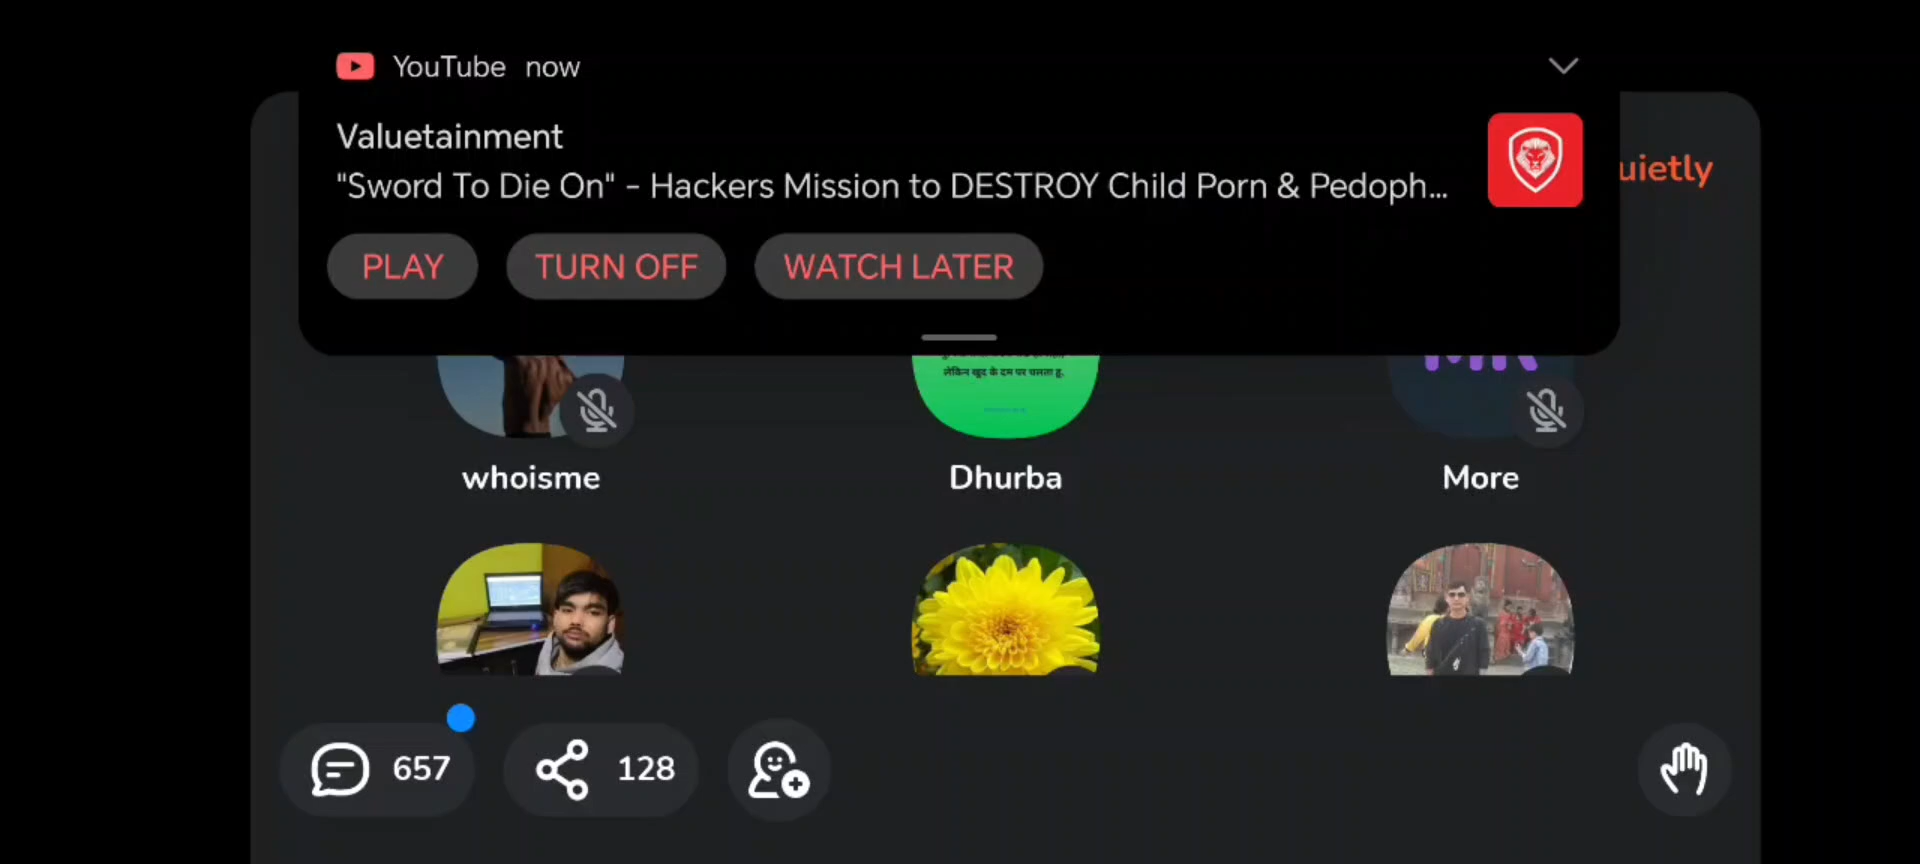 YouTube now
Valuetainment
"Sword To Die On" – Hackers Mission to DESTROY Child Porn & Pedoph...
uietly
PLAY TURN OFF WATCH LATER
लेकिन खुद के दम पर चलता हू.
whoisme Dhurba More
657 128